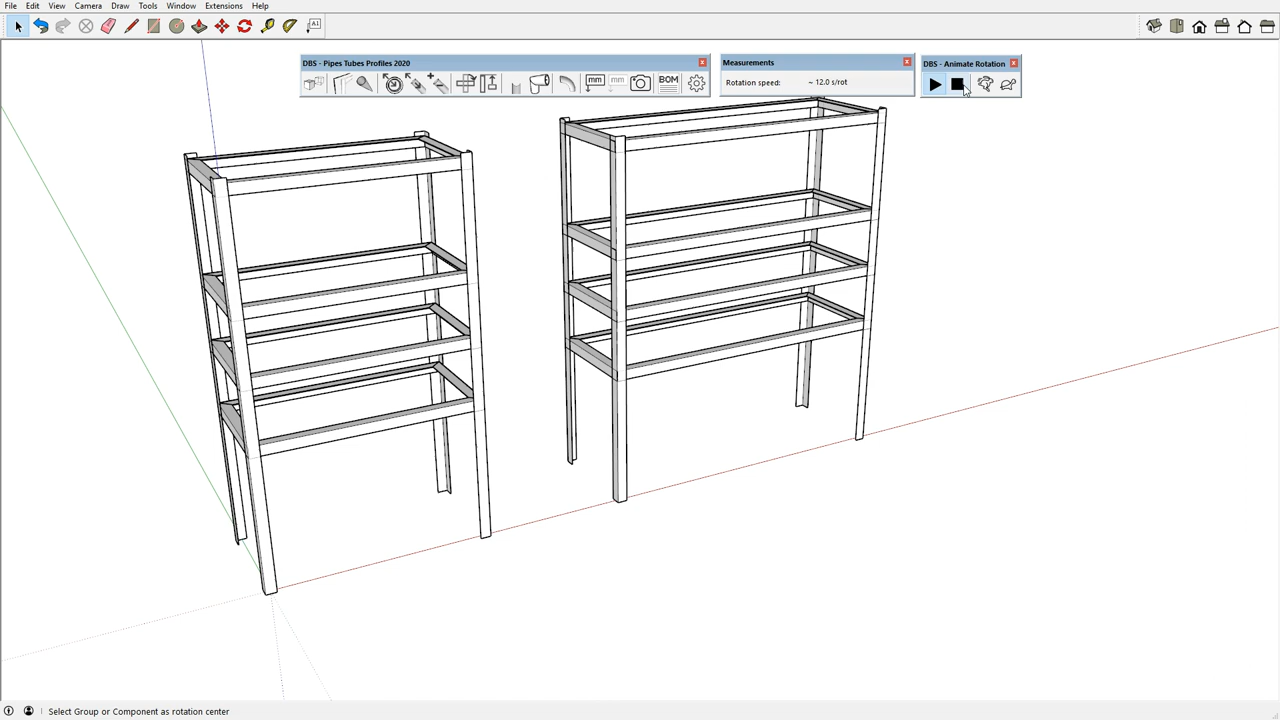 File Edit View Camera Draw Tools Window Extensions Help
A1
DBS - Pipes Tubes Profiles 2020
mm mm BOM
Measurements
Rotation speed: ~ 12.0 s/rot
DBS - Animate Rotation
Select Group or Component as rotation center